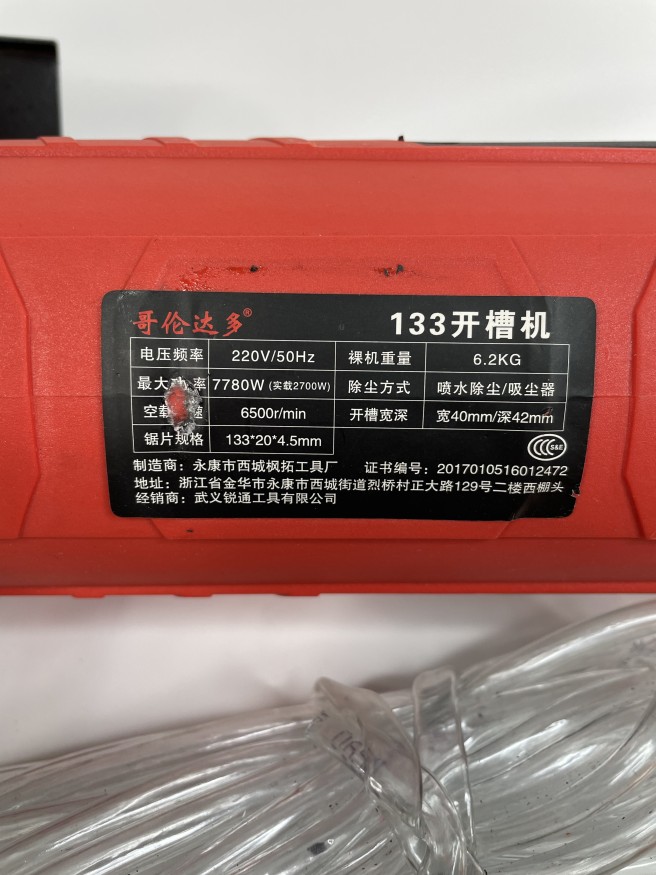 哥伦达多® 133开槽机
电压频率 220V/50Hz 裸机重量 6.2KG
最大功率 7780W (实载2700W) 除尘方式 喷水除尘/吸尘器
空载 速 6500r/min 开槽宽深 宽40mm/深42mm
锯片规格 133*20*4.5mm
S&E
制造商：永康市西城枫拓工具厂 证书编号：2017010516012472
地址：浙江省金华市永康市西城街道烈桥村正大路129号二楼西棚头
经销商：武义锐通工具有限公司